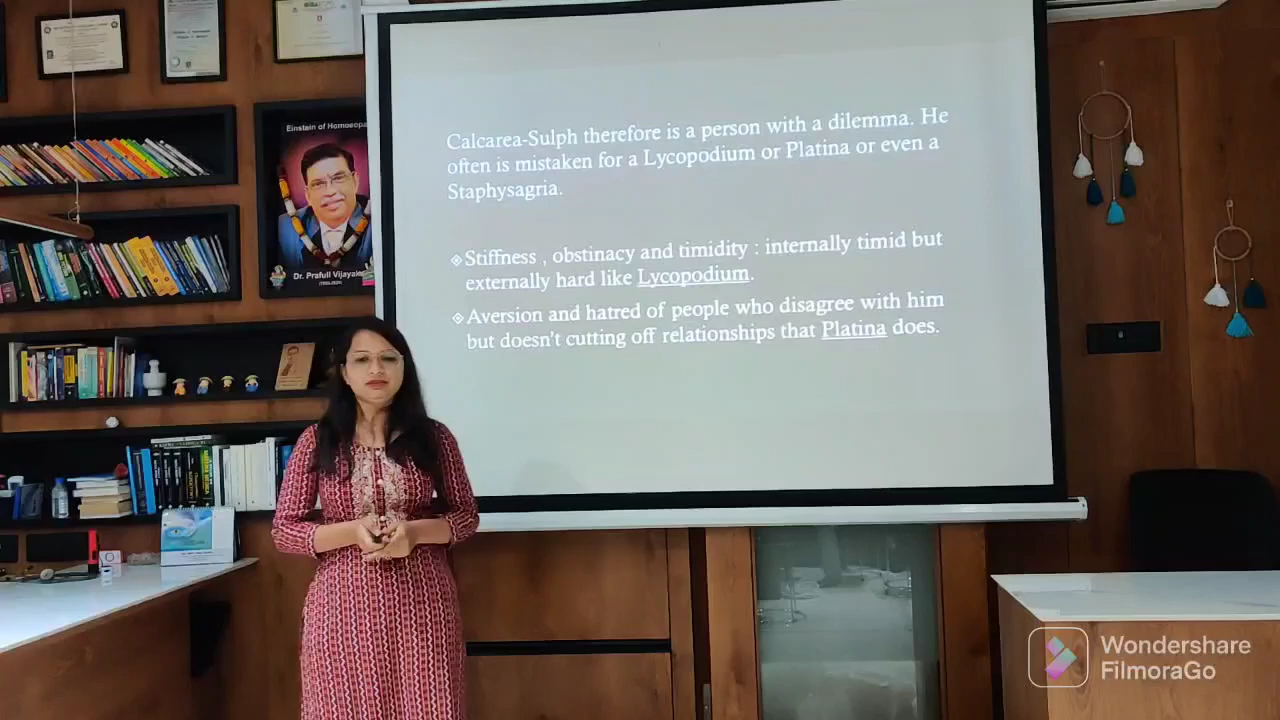 Einstein of Homoeopa
Dr. Prafull Vijayak
Calcarea-Sulph therefore is a person with a dilemma. He
often is mistaken for a Lycopodium or Platina or even a
Staphysagria.
Stiffness , obstinacy and timidity : internally timid but
externally hard like Lycopodium.
Aversion and hatred of people who disagree with him
but doesn't cutting off relationships that Platina does.
Wondershare
FilmoraGo